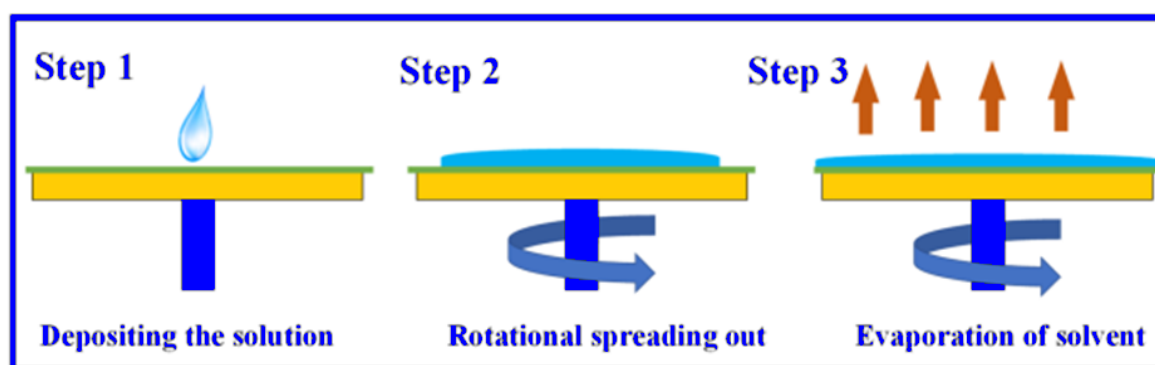 Step 1
Step 2
Step 3
Depositing the solution
Rotational spreading out
Evaporation of solvent